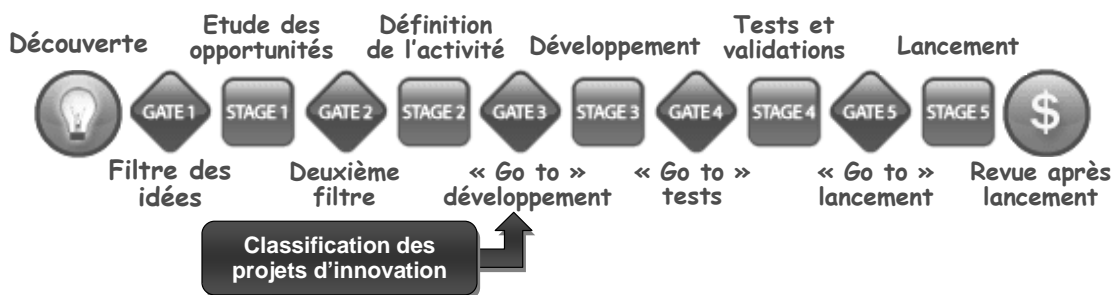 Découverte
Etude des
opportunités
Définition
de l'activité
Développement
Tests et
validations
Lancement
GATE 1
STAGE 1
GATE 2
STAGE 2
GATE 3
STAGE 3
GATE 4
STAGE 4
GATE 5
STAGE 5
$
Filtre des
idées
Deuxième
filtre
« Go to »
développement
« Go to »
tests
« Go to »
lancement
Revue après
lancement
Classification des
projets d'innovation